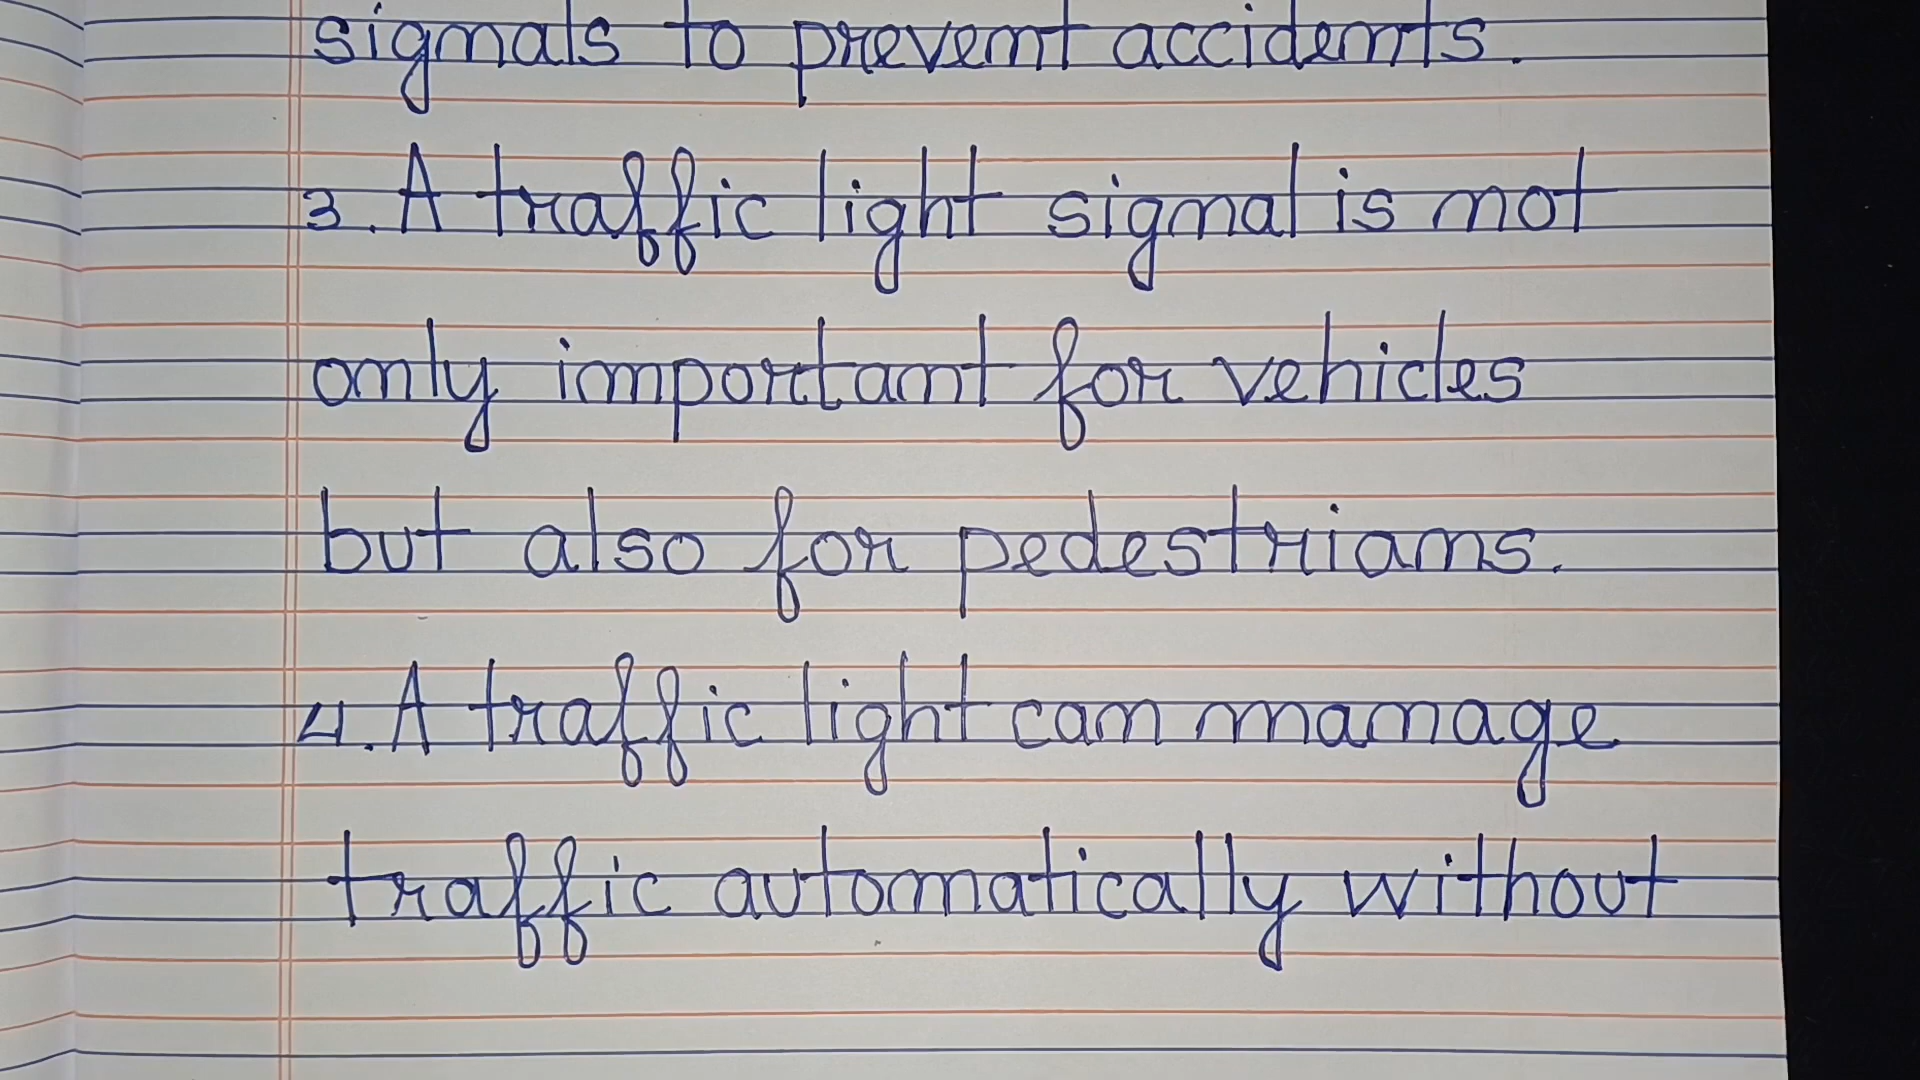 signals to prevent accidents.
3. A traffic light signal is not
only important for vehicles
but also for pedestrians.
4. A traffic light can manage
traffic automatically without